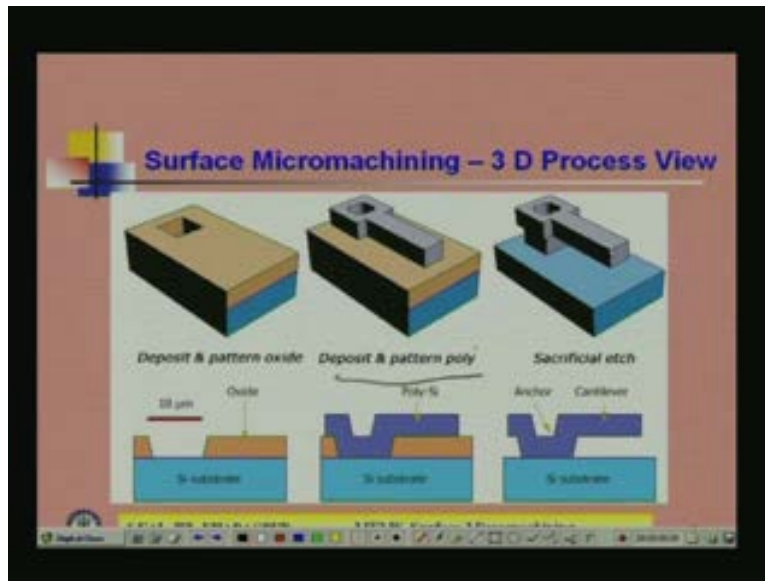 Surface Micromachining – 3 D Process View
Deposit & pattern oxide Deposit & pattern poly Sacrificial etch
10 μm Oxide Poly-Si Anchor Cantilever
Si substrate Si substrate Si substrate